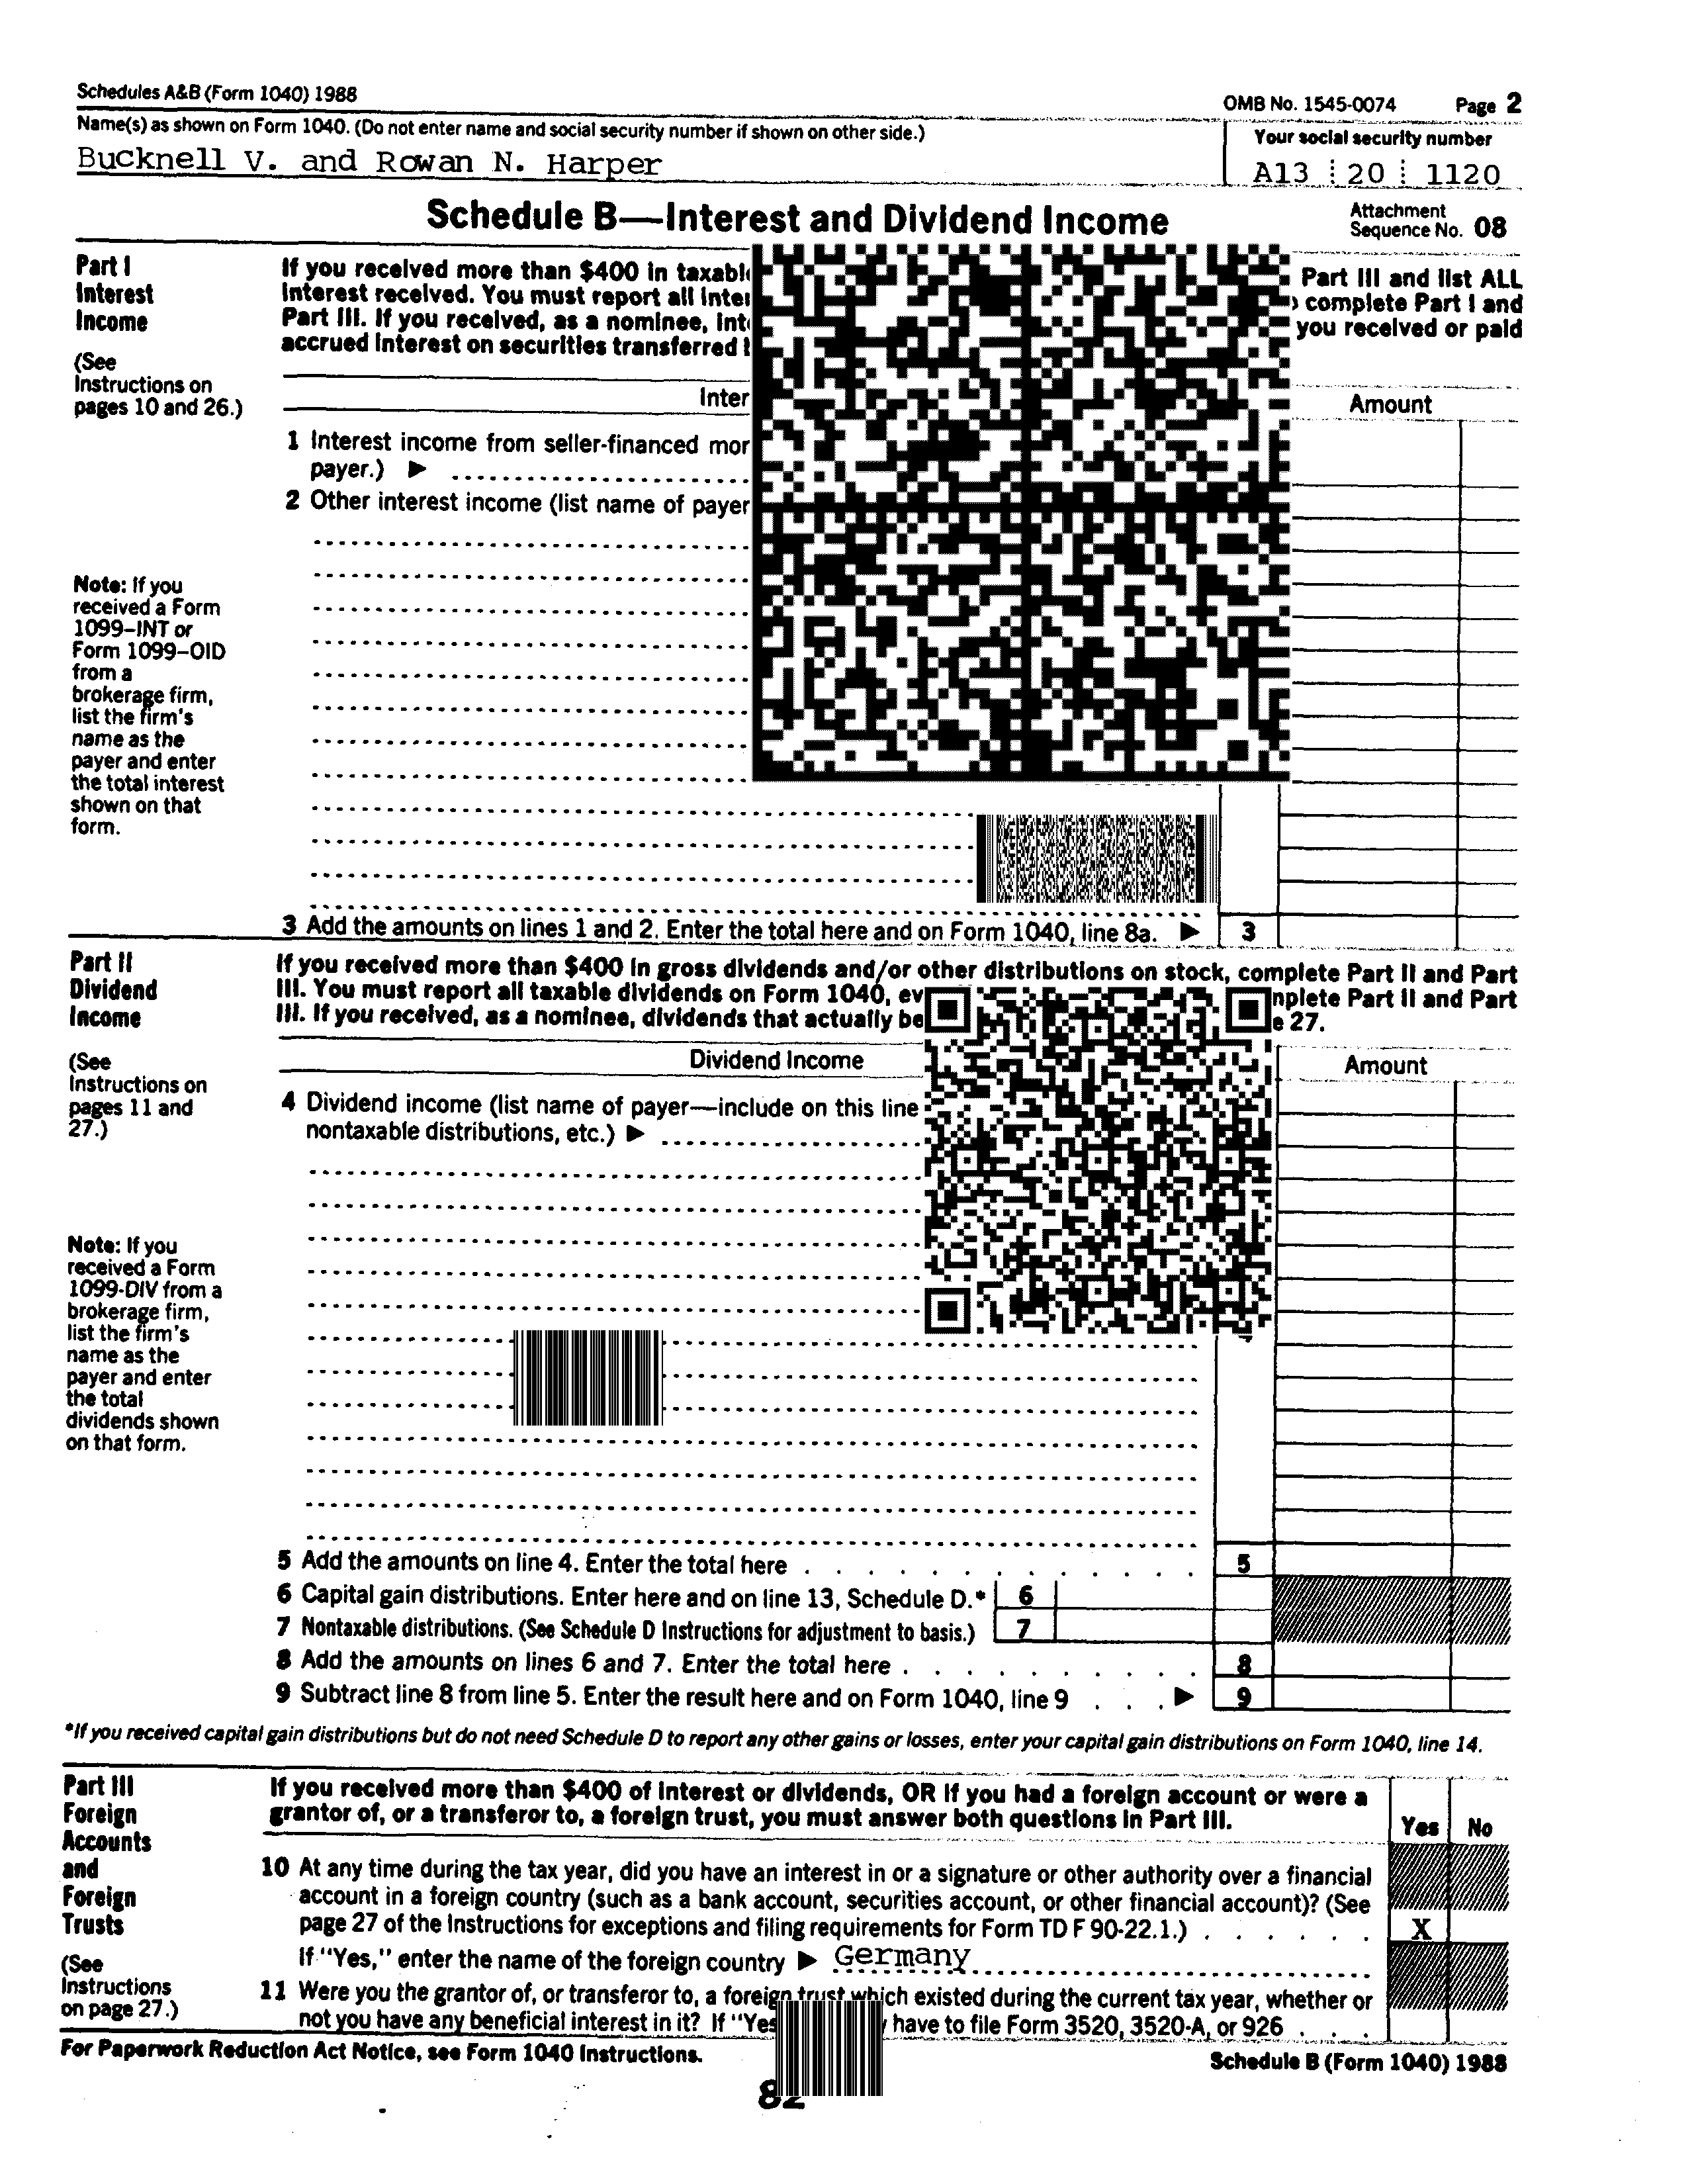 Schedules A&B (Form 1040) 1988
OMB No. 1545-0074 Page 2
Name(s) as shown on Form 1040. (Do not enter name and social security number if shown on other side.)
Your social security number
Bucknell V. and Rowan N. Harper
A13 20 1120
Schedule B—Interest and Dividend Income
Attachment
Sequence No. 08
Part I
Interest
Income
(See
Instructions on
pages 10 and 26.)
If you received more than $400 in taxable Part III and list ALL
interest received. You must report all complete Part I and
Part III. If you received, as a nominee, you received or paid
accrued interest on securities transferred
Amount
1 Interest income from seller-financed
payer.) ▶
2 Other interest income (list name of payer
Note: If you
received a Form
1099–INT or
Form 1099–OID
from a
brokerage firm,
list the firm's
name as the
payer and enter
the total interest
shown on that
form.
3 Add the amounts on lines 1 and 2. Enter the total here and on Form 1040, line 8a. ▶ 3
Part II
Dividend
Income
(See
Instructions on
pages 11 and
27.)
If you received more than $400 in gross dividends and/or other distributions on stock, complete Part II and Part
III. You must report all taxable dividends on Form 1040, Part II and Part
III. If you received, as a nominee, dividends that actually 27.
Dividend Income
Amount
4 Dividend income (list name of payer—include on this line
nontaxable distributions, etc.) ▶
Note: If you
received a Form
1099-DIV from a
brokerage firm,
list the firm's
name as the
payer and enter
the total
dividends shown
on that form.
5 Add the amounts on line 4. Enter the total here . . . . . . . . . . . . 5
6 Capital gain distributions. Enter here and on line 13, Schedule D.* 6
7 Nontaxable distributions. (See Schedule D Instructions for adjustment to basis.) 7
8 Add the amounts on lines 6 and 7. Enter the total here . . . . . . . . . . 8
9 Subtract line 8 from line 5. Enter the result here and on Form 1040, line 9 . . . ▶ 9
*If you received capital gain distributions but do not need Schedule D to report any other gains or losses, enter your capital gain distributions on Form 1040, line 14.
Part III
Foreign
Accounts
and
Foreign
Trusts
(See
Instructions
on page 27.)
If you received more than $400 of interest or dividends, OR if you had a foreign account or were a
grantor of, or a transferor to, a foreign trust, you must answer both questions in Part III.
Yes No
10 At any time during the tax year, did you have an interest in or a signature or other authority over a financial
account in a foreign country (such as a bank account, securities account, or other financial account)? (See
page 27 of the Instructions for exceptions and filing requirements for Form TD F 90-22.1.) . . . . . . X
If "Yes," enter the name of the foreign country ▶ Germany
11 Were you the grantor of, or transferor to, a foreign trust which existed during the current tax year, whether or
not you have any beneficial interest in it? If "Yes have to file Form 3520, 3520-A, or 926 . . .
For Paperwork Reduction Act Notice, see Form 1040 Instructions.
Schedule B (Form 1040) 1988